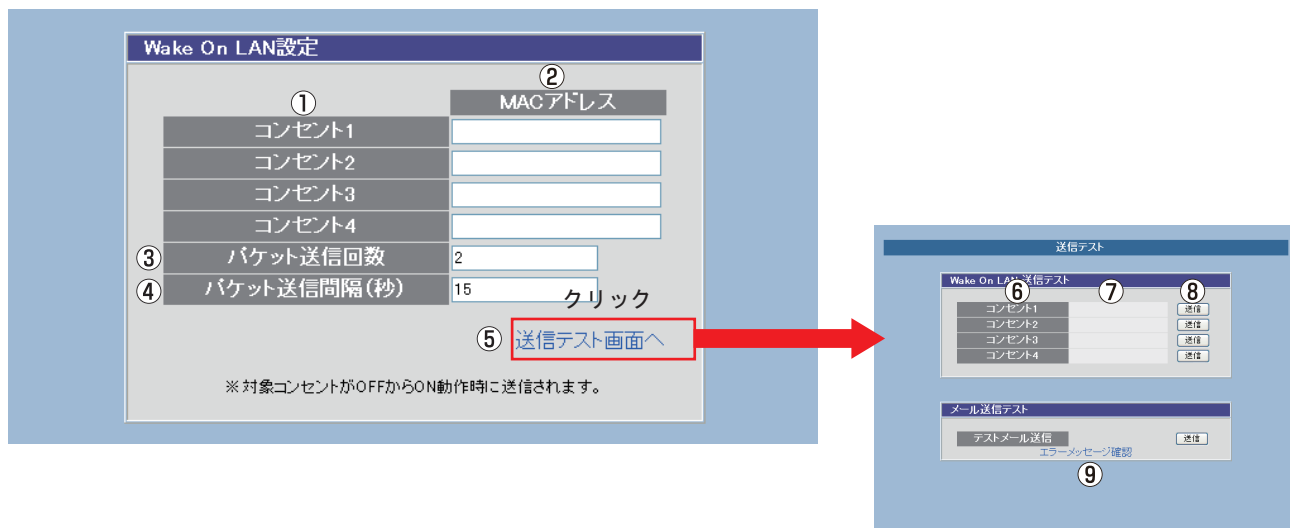 Wake On LAN設定
②
① MACアドレス
コンセント1
コンセント2
コンセント3
コンセント4
③ パケット送信回数 2
④ パケット送信間隔(秒) 15
クリック
⑤ 送信テスト画面へ
※対象コンセントがOFFからON動作時に送信されます。
送信テスト
Wake On LAN 送信テスト
⑥ ⑦ ⑧
コンセント1 送信
コンセント2 送信
コンセント3 送信
コンセント4 送信
メール送信テスト
テストメール送信 送信
エラーメッセージ確認
⑨